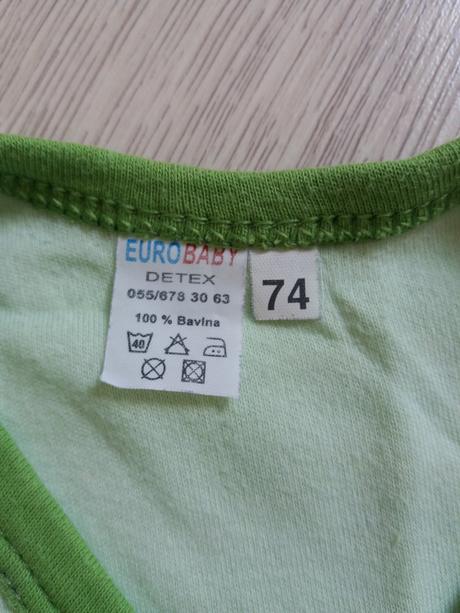 EUROBABY
DETEX
055/678 30 63
100 % Bavlna
40
74